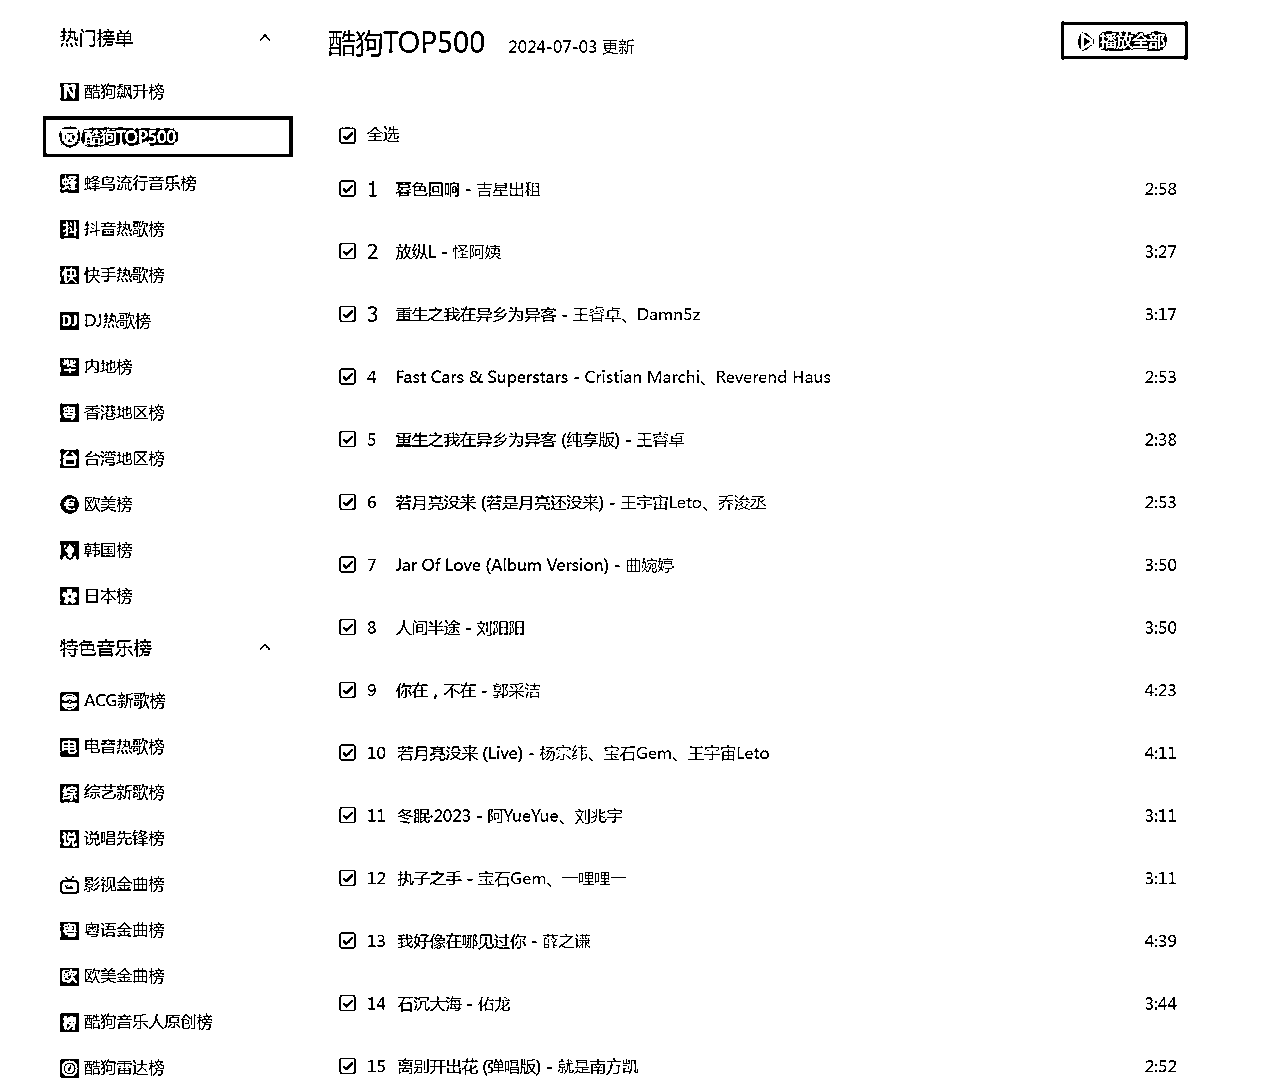 热门榜单
酷狗飙升榜
酷狗TOP500
蜂鸟流行音乐榜
抖音热歌榜
快手热歌榜
DJ热歌榜
内地榜
香港地区榜
台湾地区榜
欧美榜
韩国榜
日本榜
特色音乐榜
ACG新歌榜
电音热歌榜
综艺新歌榜
说唱先锋榜
影视金曲榜
粤语金曲榜
欧美金曲榜
酷狗音乐人原创榜
酷狗雷达榜
酷狗TOP500 2024-07-03 更新
播放全部
全选
1 暮色回响 - 吉星出租 2:58
2 放纵L - 怪阿姨 3:27
3 重生之我在异乡为异客 - 王睿卓、Damn5z 3:17
4 Fast Cars & Superstars - Cristian Marchi、Reverend Haus 2:53
5 重生之我在异乡为异客 (纯享版) - 王睿卓 2:38
6 若月亮没来 (若是月亮还没来) - 王宇宙Leto、乔浚丞 2:53
7 Jar Of Love (Album Version) - 曲婉婷 3:50
8 人间半途 - 刘阳阳 3:50
9 你在，不在 - 郭采洁 4:23
10 若月亮没来 (Live) - 杨宗纬、宝石Gem、王宇宙Leto 4:11
11 冬眠·2023 - 阿YueYue、刘兆宇 3:11
12 执子之手 - 宝石Gem、一哩哩一 3:11
13 我好像在哪见过你 - 薛之谦 4:39
14 石沉大海 - 佑龙 3:44
15 离别开出花 (弹唱版) - 就是南方凯 2:52